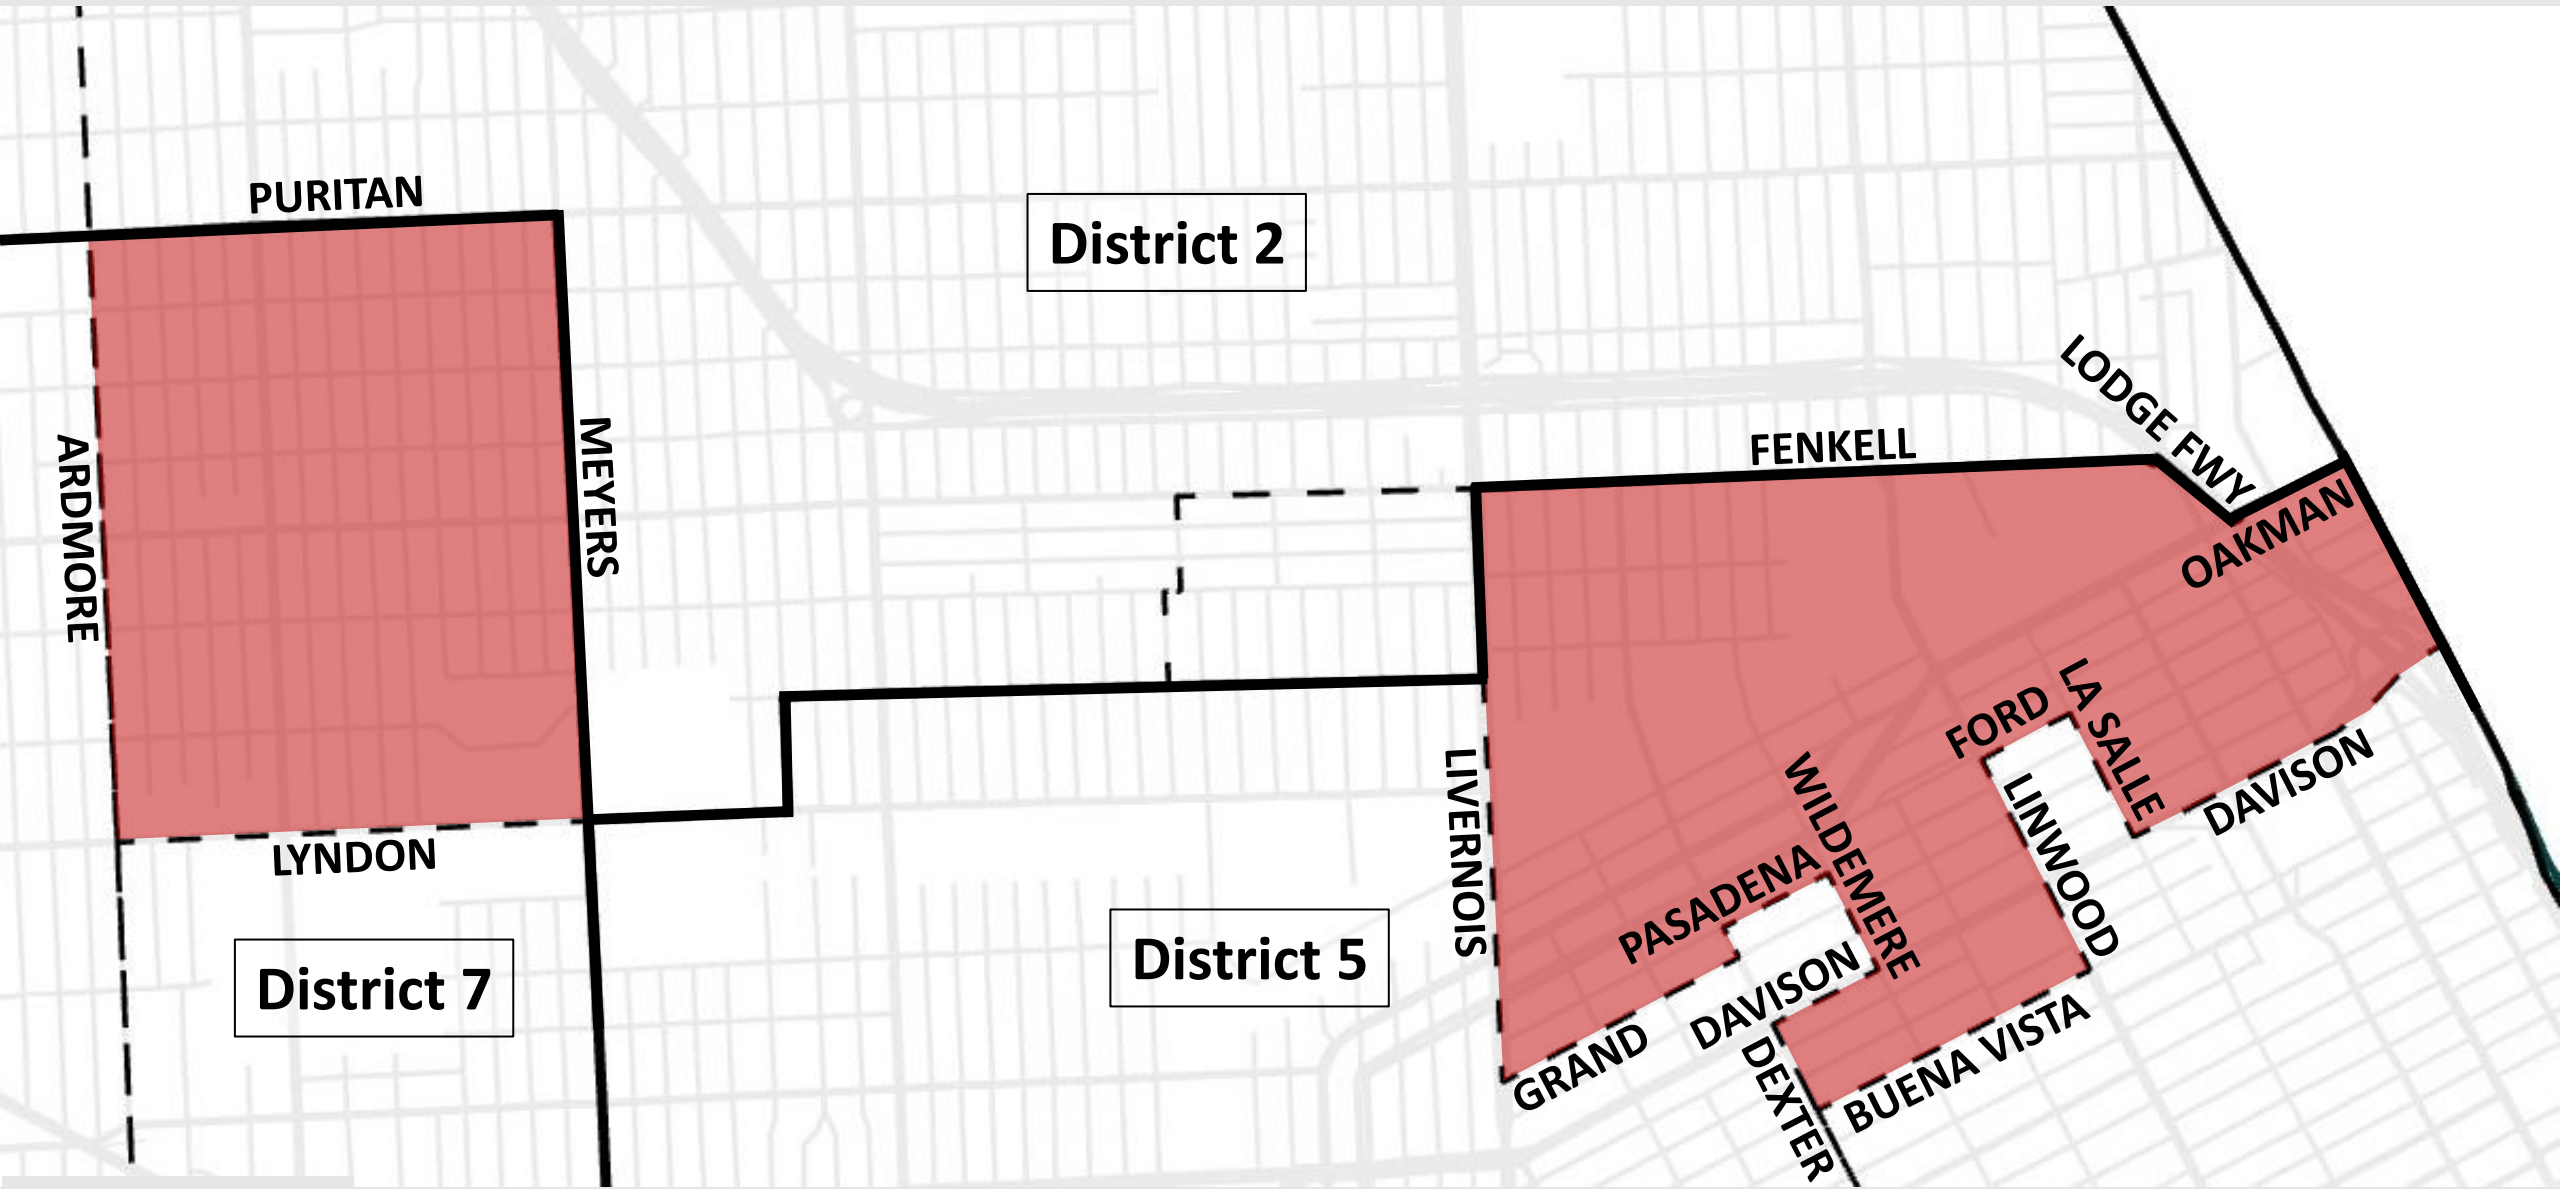 PURITAN
District 2
LODGE FWY
ARDMORE
MEYERS
FENKELL
OAKMAN
LA SALLE
FORD
LIVERNOIS
WILDEMERE
LINWOOD
DAVISON
LYNDON
PASADENA
District 7
District 5
DAVISON
GRAND
DEXTER
BUENA VISTA